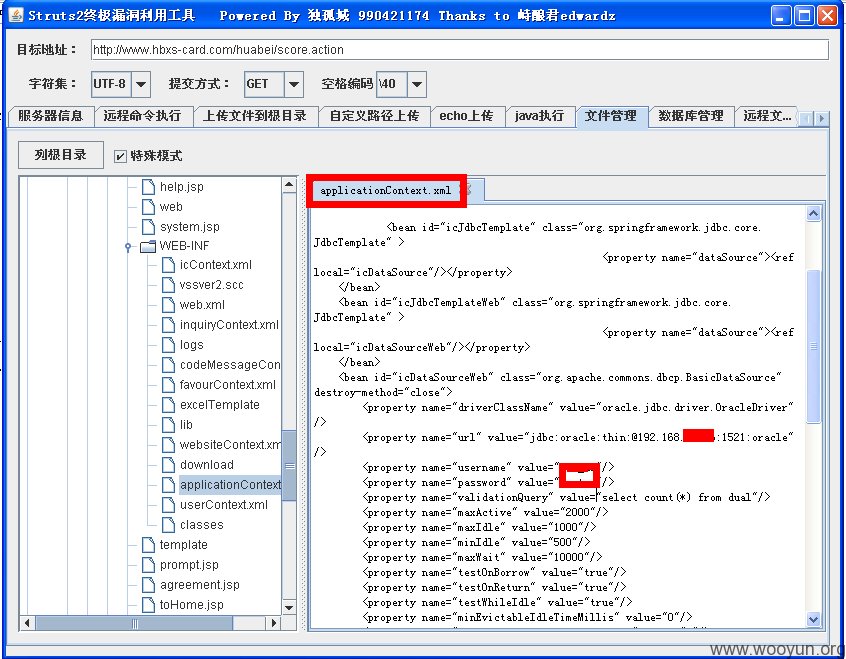 Struts2终极漏洞利用工具 Powered By 独孤城 990421174 Thanks to 峙酿君edwardz
目标地址： http://www.hbxs-card.com/huabei/score.action
字符集： UTF-8 提交方式： GET 空格编码 \40
服务器信息 远程命令执行 上传文件到根目录 自定义路径上传 echo上传 java执行 文件管理 数据库管理 远程文...
列根目录 特殊模式
help.jsp
web
system.jsp
WEB-INF
icContext.xml
vssver2.scc
web.xml
inquiryContext.xml
logs
codeMessageCon
favourContext.xml
excelTemplate
lib
websiteContext.xm
download
applicationContext
userContext.xml
classes
template
prompt.jsp
agreement.jsp
toHome.jsp
applicationContext.xml
<bean id="icJdbcTemplate" class="org.springframework.jdbc.core.
JdbcTemplate" >
<property name="dataSource"><ref
local="icDataSource"/></property>
</bean>
<bean id="icJdbcTemplateWeb" class="org.springframework.jdbc.core.
JdbcTemplate" >
<property name="dataSource"><ref
local="icDataSourceWeb"/></property>
</bean>
<bean id="icDataSourceWeb" class="org.apache.commons.dbcp.BasicDataSource"
destroy-method="close">
<property name="driverClassName" value="oracle.jdbc.driver.OracleDriver"
/>
<property name="url" value="jdbc:oracle:thin:@192.168. :1521:oracle"
/>
<property name="username" value=" "/>
<property name="password" value=" "/>
<property name="validationQuery" value="select count(*) from dual"/>
<property name="maxActive" value="2000"/>
<property name="maxIdle" value="1000"/>
<property name="minIdle" value="500"/>
<property name="maxWait" value="10000"/>
<property name="testOnBorrow" value="true"/>
<property name="testOnReturn" value="true"/>
<property name="testWhileIdle" value="true"/>
<property name="minEvictableIdleTimeMillis" value="0"/>
www.wooyun.org